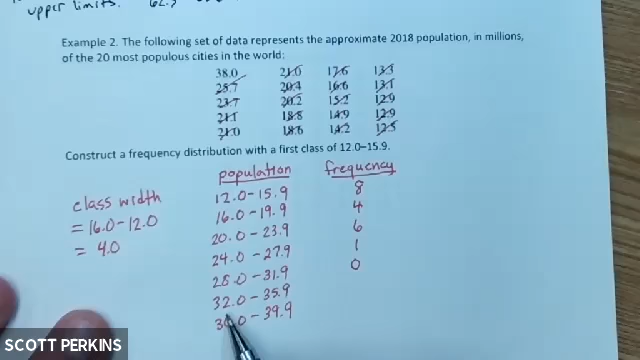 upper limits.
Example 2. The following set of data represents the approximate 2018 population, in millions,
of the 20 most populous cities in the world:
38.0 21.0 17.6 13.3
25.7 20.4 16.6 13.1
23.7 20.2 15.2 12.9
21.1 18.8 14.9 12.9
21.0 18.6 14.2 12.5
Construct a frequency distribution with a first class of 12.0–15.9.
population frequency
12.0 - 15.9 8
16.0 - 19.9 4
20.0 - 23.9 6
24.0 - 27.9 1
28.0 - 31.9 0
32.0 - 35.9
- 39.9
class width
= 16.0 - 12.0
= 4.0
SCOTT PERKINS